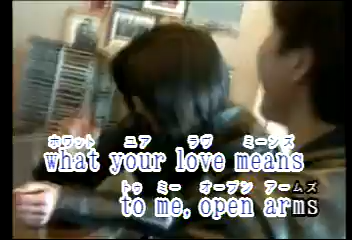 ホワット ユア ラヴ ミーンズ
what your love means
トゥ ミー オープン アームズ
to me, open arms